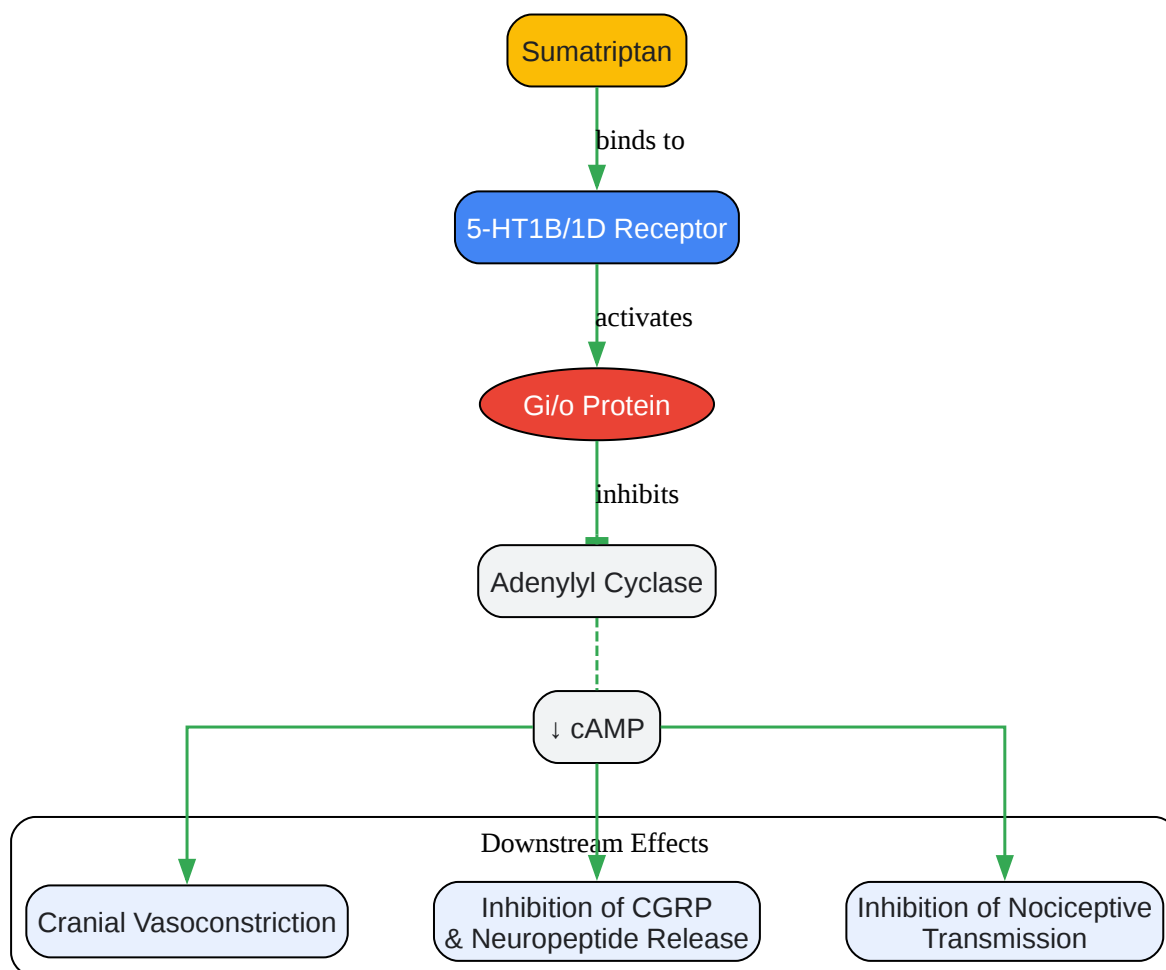 Sumatriptan
binds to
5-HT1B/1D Receptor
activates
Gi/o Protein
inhibits
Adenylyl Cyclase
↓ cAMP
Downstream Effects
Cranial Vasoconstriction
Inhibition of CGRP
& Neuropeptide Release
Inhibition of Nociceptive
Transmission